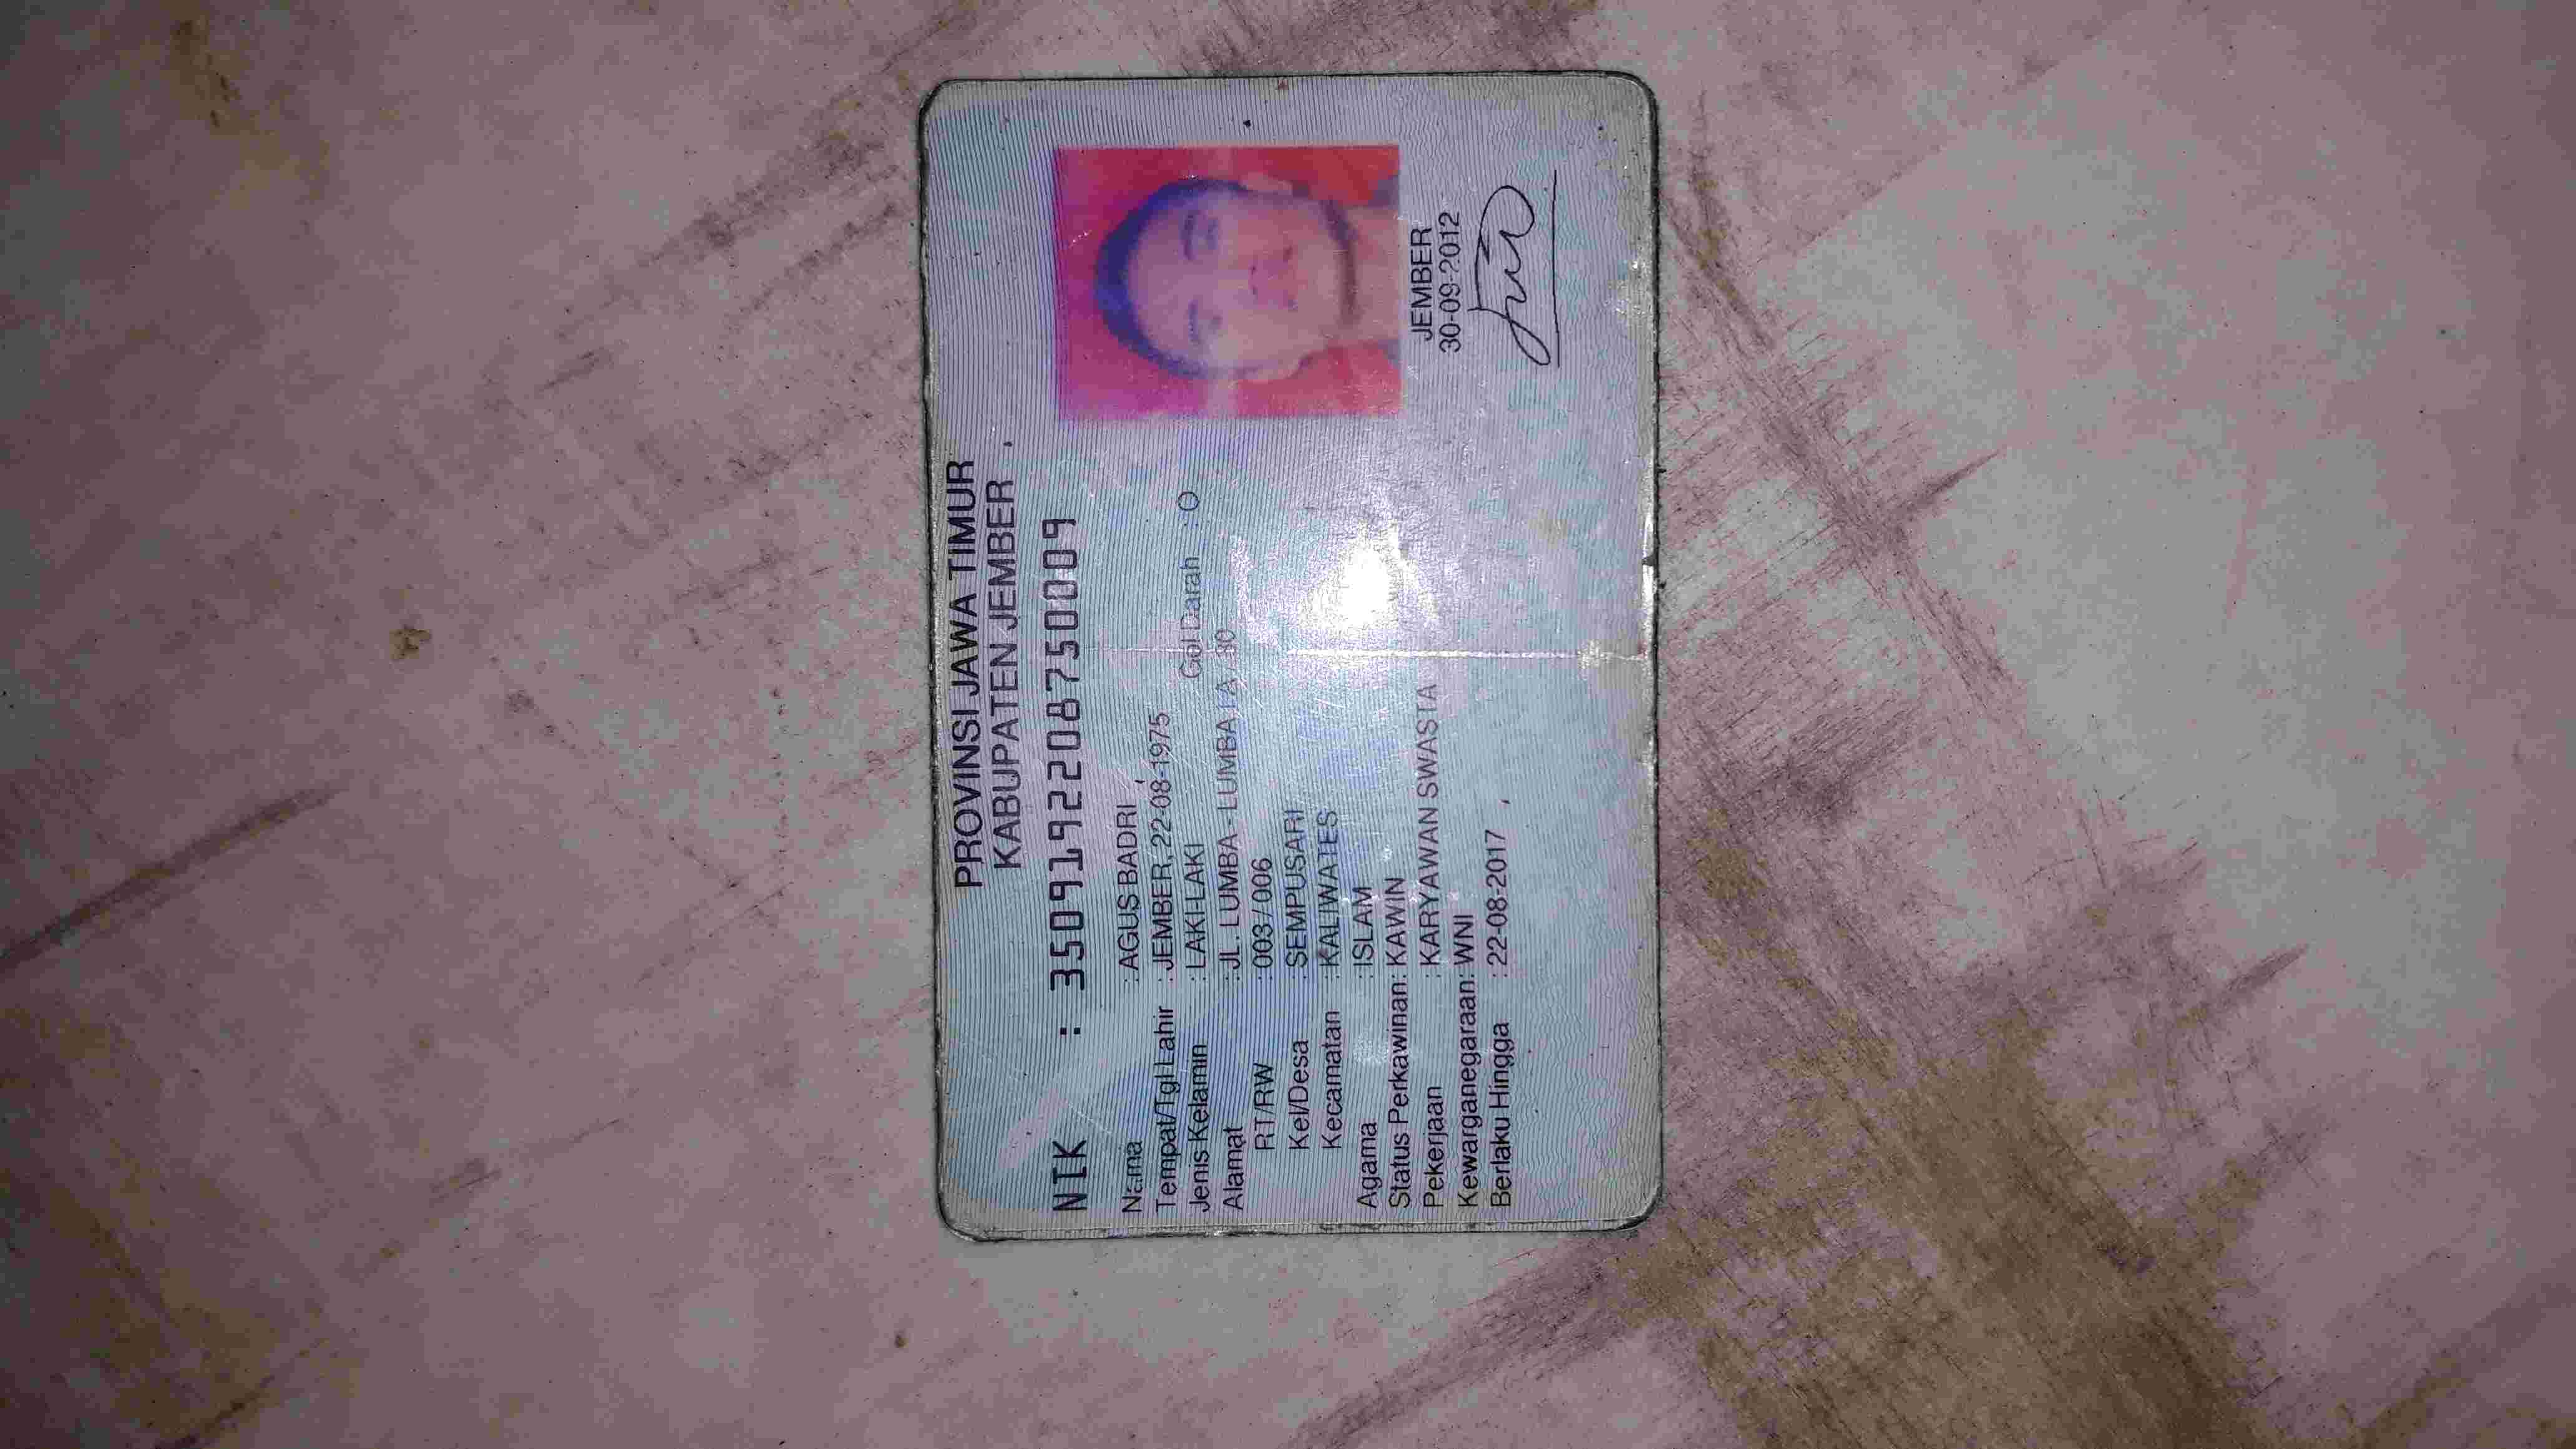 PROVINSI JAWA TIMUR
KABUPATEN JEMBER
NIK : 3509192208750009
Nama : AGUS BADRI
Tempat/Tgl Lahir : JEMBER, 22-08-1975
Jenis Kelamin : LAKI-LAKI Gol Darah : O
Alamat : JL. LUMBA - LUMBA
RT/RW : 003 / 006
Kel/Desa : SEMPUSARI
Kecamatan : KALIWATES
Agama : ISLAM
Status Perkawinan: KAWIN
Pekerjaan : KARYAWAN SWASTA
Kewarganegaraan: WNI
Berlaku Hingga : 22-08-2017
JEMBER
30-09-2012